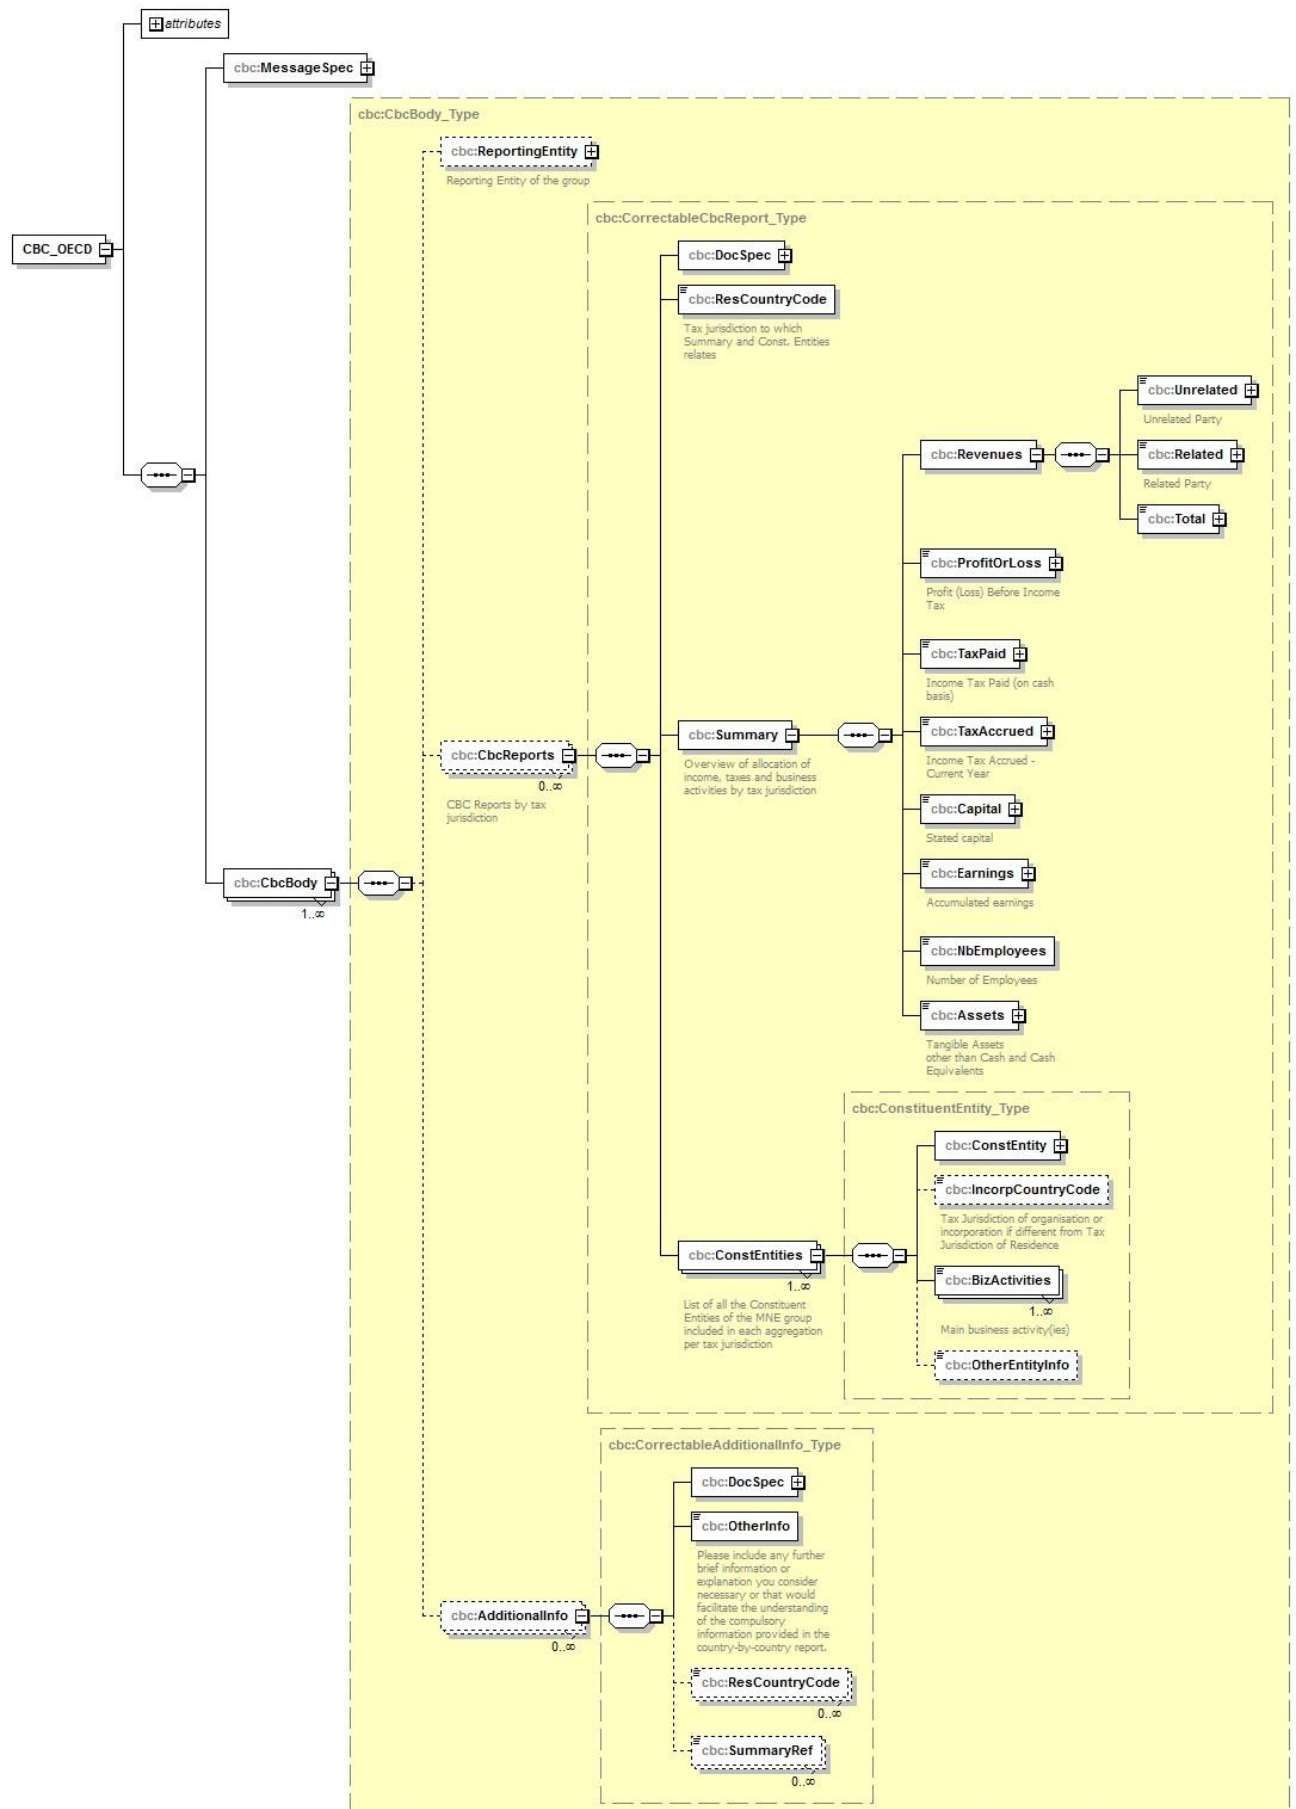 attributes
cbc:MessageSpec
cbc:CbcBody_Type
cbc:ReportingEntity
Reporting Entity of the group
cbc:CorrectableCbcReport_Type
CBC_OECD
cbc:DocSpec
cbc:ResCountryCode
Tax jurisdiction to which
Summary and Const. Entities
relates
cbc:Unrelated
Unrelated Party
cbc:Revenues
cbc:Related
Related Party
cbc:Total
cbc:ProfitOrLoss
Profit (Loss) Before Income
Tax
cbc:TaxPaid
Income Tax Paid (on cash
basis)
cbc:Summary
Overview of allocation of
income, taxes and business
activities by tax jurisdiction
cbc:TaxAccrued
Income Tax Accrued -
Current Year
cbc:CbcReports
0..∞
CBC Reports by tax
jurisdiction
cbc:Capital
Stated capital
cbc:Earnings
Accumulated earnings
cbc:CbcBody
1..∞
cbc:NbEmployees
Number of Employees
cbc:Assets
Tangible Assets
other than Cash and Cash
Equivalents
cbc:ConstituentEntity_Type
cbc:ConstEntity
cbc:IncorpCountryCode
Tax Jurisdiction of organisation or
incorporation if different from Tax
Jurisdiction of Residence
cbc:ConstEntities
1..∞
List of all the Constituent
Entities of the MNE group
included in each aggregation
per tax jurisdiction
cbc:BizActivities
1..∞
Main business activity(ies)
cbc:OtherEntityInfo
cbc:CorrectableAdditionalInfo_Type
cbc:DocSpec
cbc:OtherInfo
Please include any further
brief information or
explanation you consider
necessary or that would
facilitate the understanding
of the compulsory
information provided in the
country-by-country report.
cbc:AdditionalInfo
0..∞
cbc:ResCountryCode
0..∞
cbc:SummaryRef
0..∞